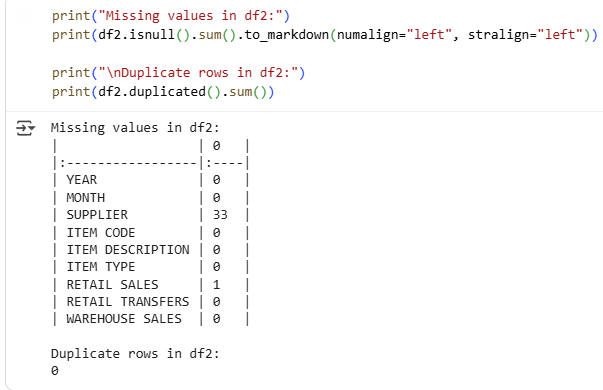 print("Missing values in df2:")
print(df2.isnull().sum().to_markdown(numalign="left", stralign="left"))
print("\nDuplicate rows in df2:")
print(df2.duplicated().sum())
Missing values in df2:
|                  | 0   |
|:-----------------|:----|
| YEAR             | 0   |
| MONTH            | 0   |
| SUPPLIER         | 33  |
| ITEM CODE        | 0   |
| ITEM DESCRIPTION | 0   |
| ITEM TYPE        | 0   |
| RETAIL SALES     | 1   |
| RETAIL TRANSFERS | 0   |
| WAREHOUSE SALES  | 0   |
Duplicate rows in df2:
0